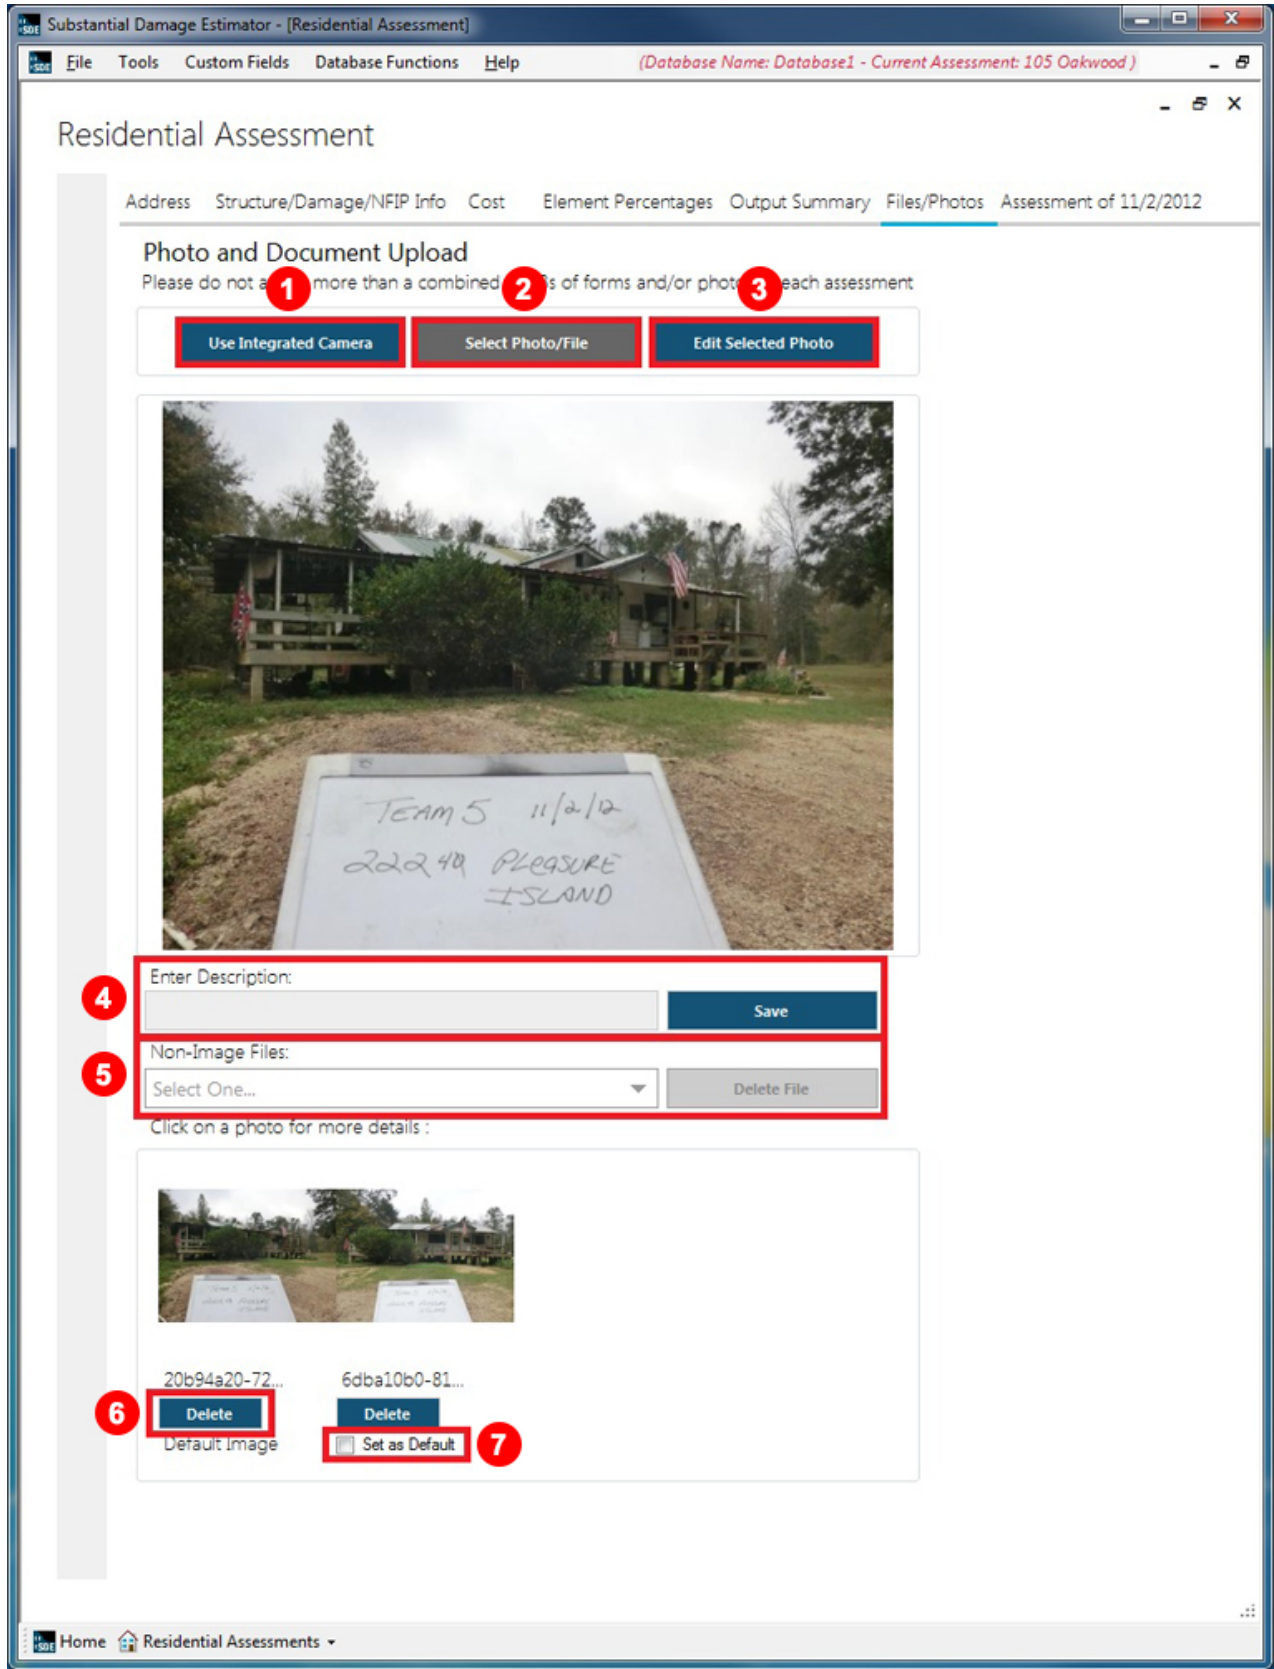 Substantial Damage Estimator - [Residential Assessment]
File Tools Custom Fields Database Functions Help (Database Name: Database1 - Current Assessment: 105 Oakwood )
Residential Assessment
Address Structure/Damage/NFIP Info Cost Element Percentages Output Summary Files/Photos Assessment of 11/2/2012
Photo and Document Upload
Please do not more than a combined of forms and/or each assessment
1 2 3
Use Integrated Camera Select Photo/File Edit Selected Photo
TEAM 5 11/2/12
PLEASURE
ISLAND
Enter Description:
4
Save
Non-Image Files:
5
Select One... Delete File
Click on a photo for more details :
20b94a20-72... 6dba10b0-81...
6 Delete Delete
Default Image Set as Default 7
Home Residential Assessments